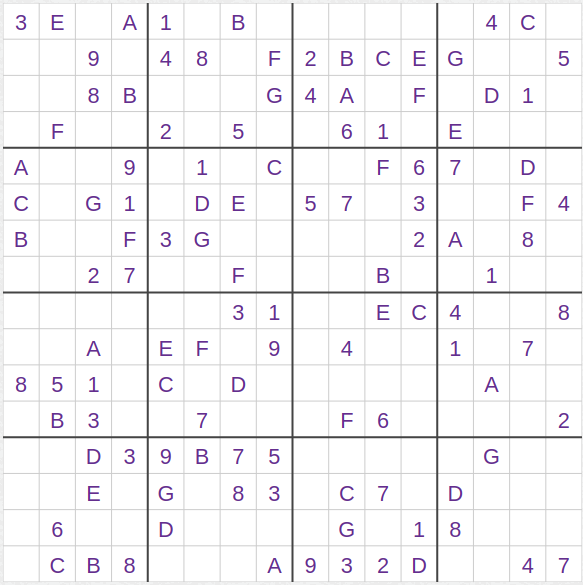 3 E A 1 B 4 C
9 4 8 F 2 B C E G 5
8 B G 4 A F D 1
F 2 5 6 1 E
A 9 1 C F 6 7 D
C G 1 D E 5 7 3 F 4
B F 3 G 2 A 8
2 7 F B 1
3 1 E C 4 8
A E F 9 4 1 7
8 5 1 C D A
B 3 7 F 6 2
D 3 9 B 7 5 G
E G 8 3 C 7 D
6 D G 1 8
C B 8 A 9 3 2 D 4 7